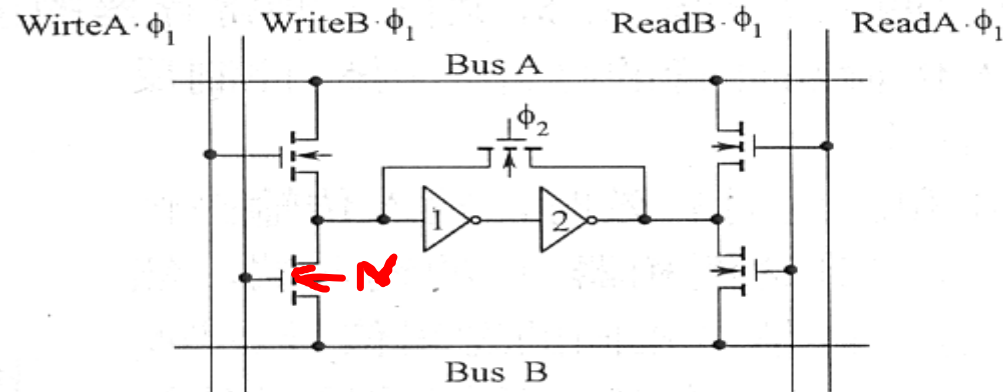 WirteA·ϕ₁ WriteB·ϕ₁ ReadB·ϕ₁ ReadA·ϕ₁
Bus A
ϕ₂
1 2
N
Bus B